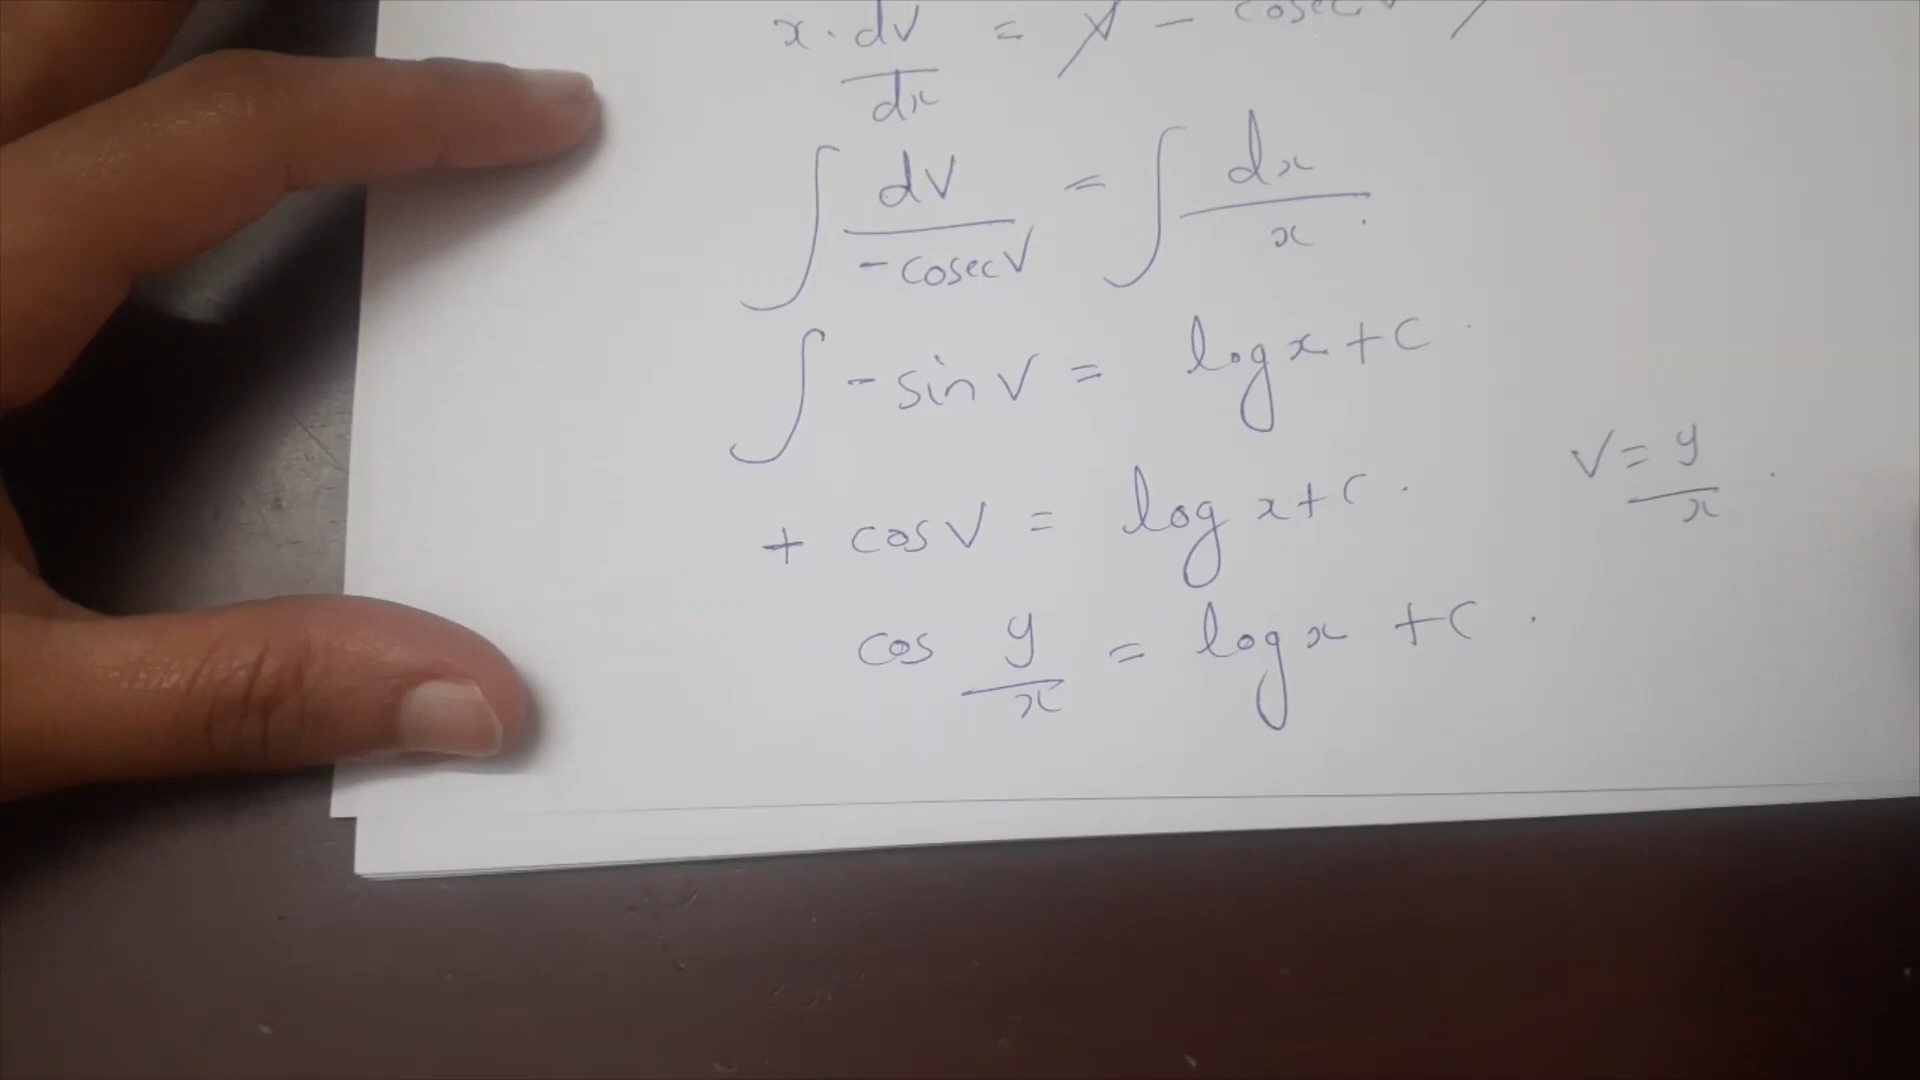 x . dv/dx = v - cosec v
∫ dv/-cosec v = ∫ dx/x .
∫ - sin v = log x + c .
+ cos v = log x + c .
v = y/x .
cos y/x = log x + c .